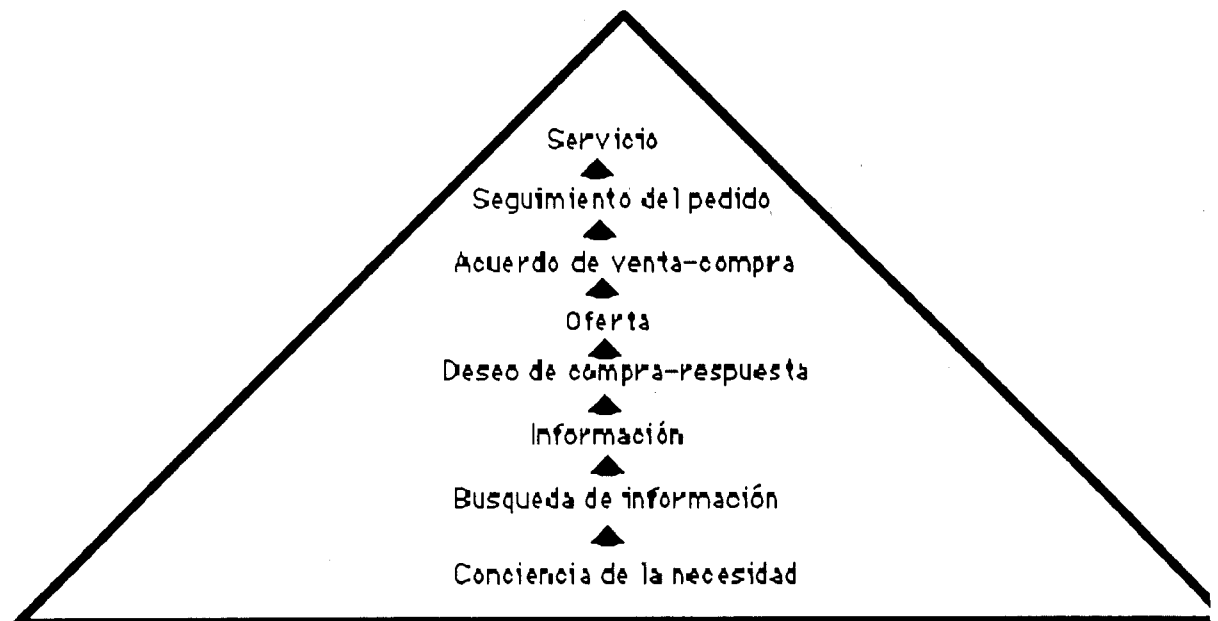 Servicio
Seguimiento del pedido
Acuerdo de venta-compra
Oferta
Deseo de compra-respuesta
Información
Busqueda de información
Conciencia de la necesidad